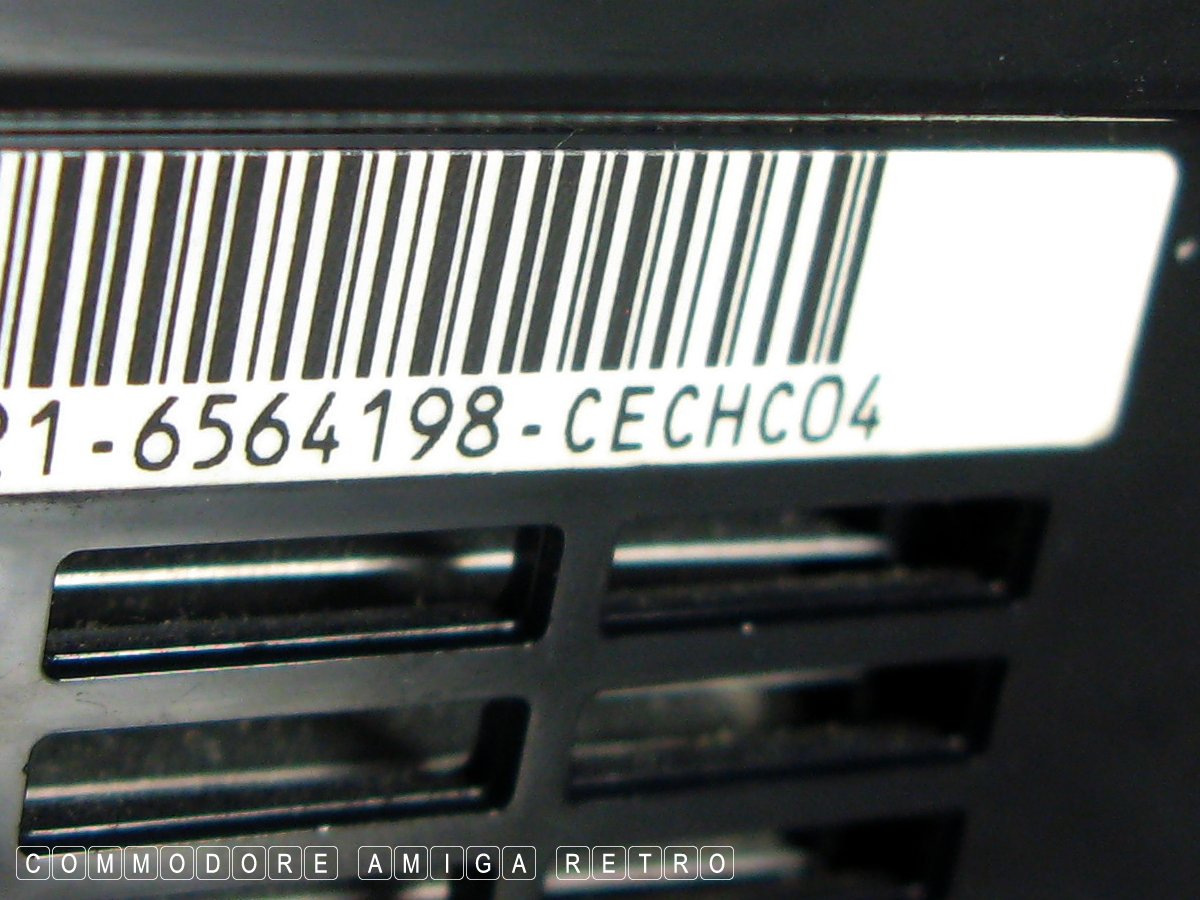 21-6564198-CECHC04
COMMODORE AMIGA RETRO